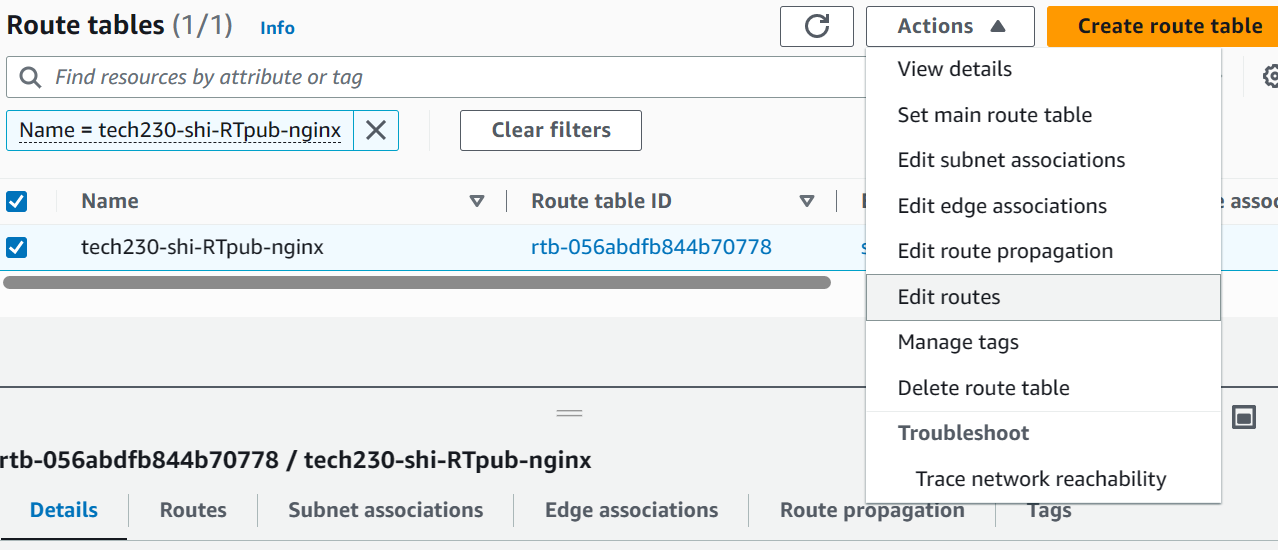 Route tables (1/1) Info
Actions
Create route table
Find resources by attribute or tag
Name = tech230-shi-RTpub-nginx
Clear filters
View details
Set main route table
Edit subnet associations
Edit edge associations
Edit route propagation
Edit routes
Manage tags
Delete route table
Troubleshoot
Trace network reachability
Name
Route table ID
tech230-shi-RTpub-nginx
rtb-056abdfb844b70778
rtb-056abdfb844b70778 / tech230-shi-RTpub-nginx
Details
Routes
Subnet associations
Edge associations
Route propagation
Tags